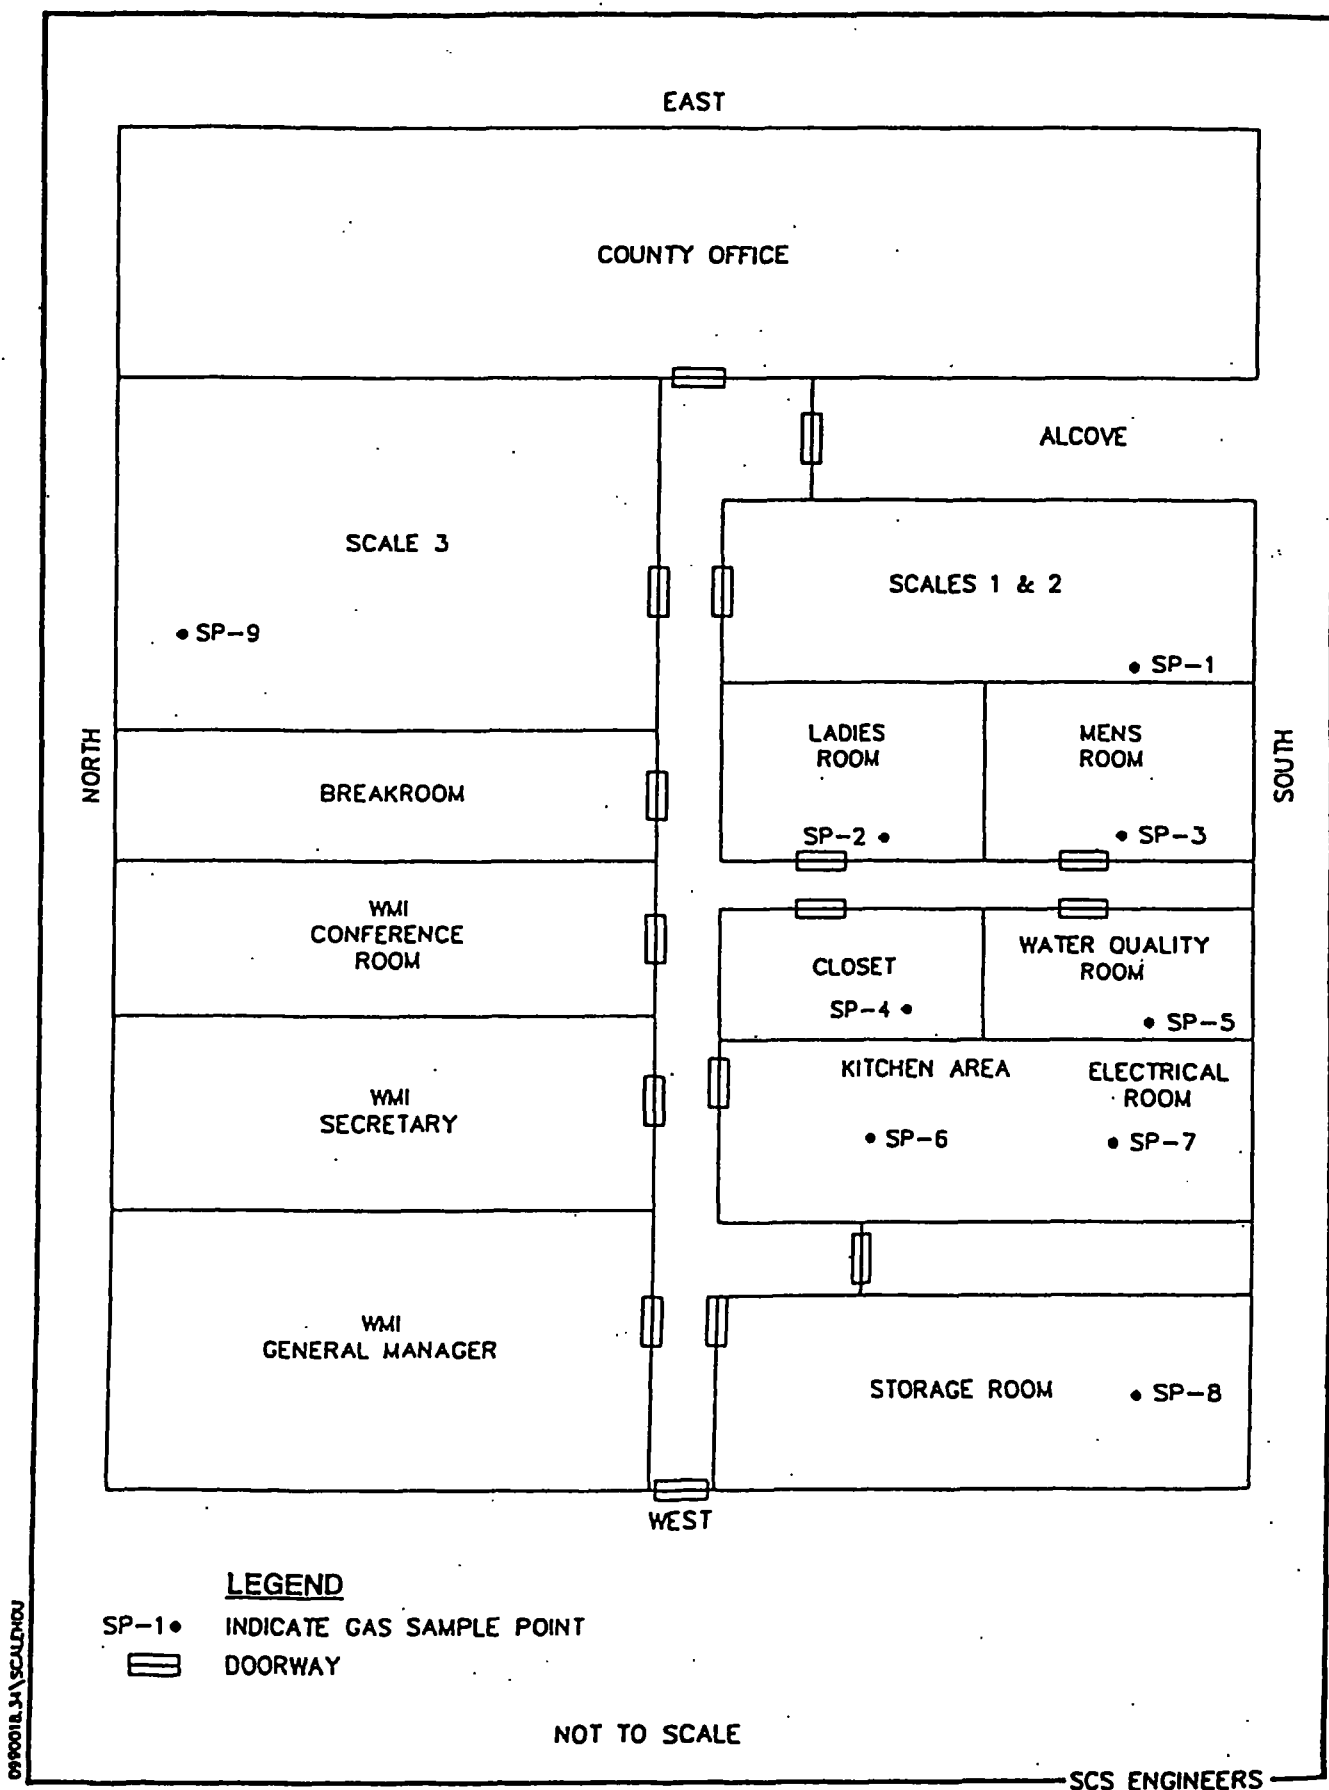 EAST
COUNTY OFFICE
ALCOVE
SCALE 3
SCALES 1 & 2
SP-9
SP-1
NORTH
LADIES
ROOM
MENS
ROOM
SOUTH
BREAKROOM
SP-2
SP-3
WMI
CONFERENCE
ROOM
CLOSET
WATER QUALITY
ROOM
SP-4
SP-5
KITCHEN AREA
ELECTRICAL
ROOM
WMI
SECRETARY
SP-6
SP-7
WMI
GENERAL MANAGER
STORAGE ROOM
SP-8
WEST
LEGEND
SP-1
INDICATE GAS SAMPLE POINT
DOORWAY
NOT TO SCALE
SCS ENGINEERS